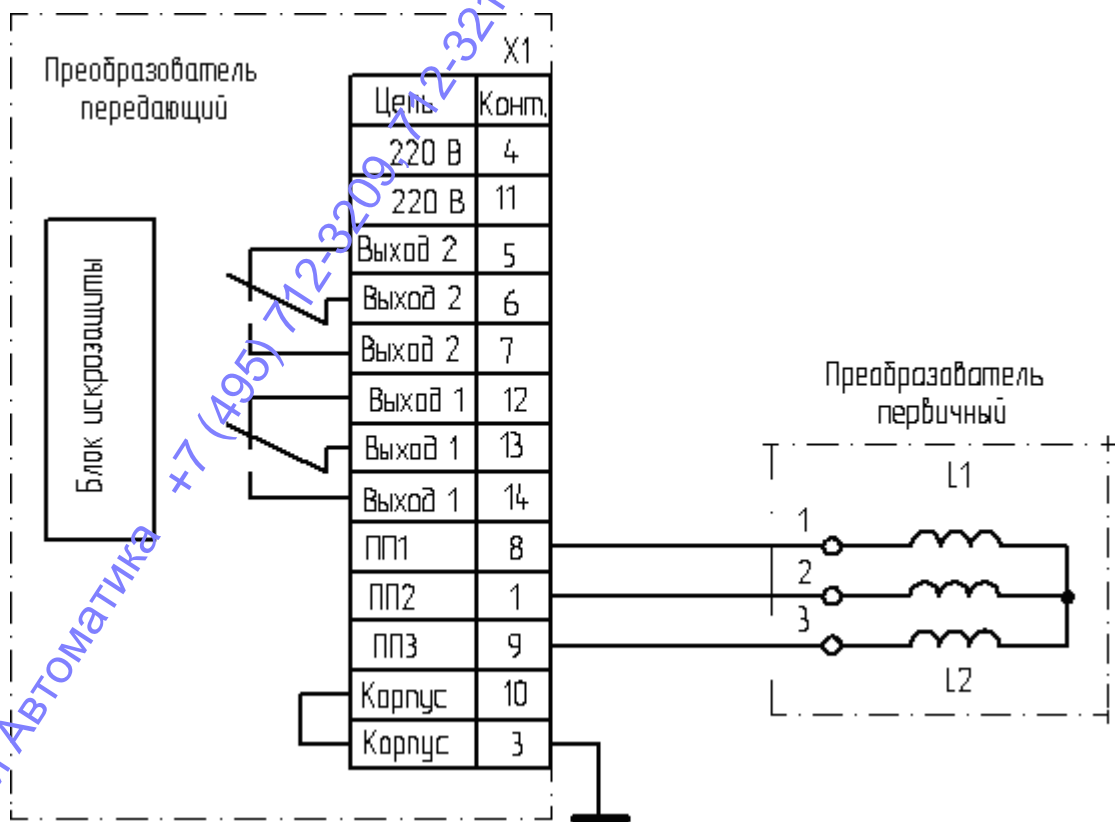 Преобразователь
передающий
X1
Цепь Конт.
220 В 4
220 В 11
Выход 2 5
Выход 2 6
Выход 2 7
Выход 1 12
Выход 1 13
Выход 1 14
ПП1 8
ПП2 1
ПП3 9
Корпус 10
Корпус 3
Блок искрозащиты
Преобразователь
первичный
L1
1
2
3
L2
Автоматика +7 (495) 712-3209, 712-321